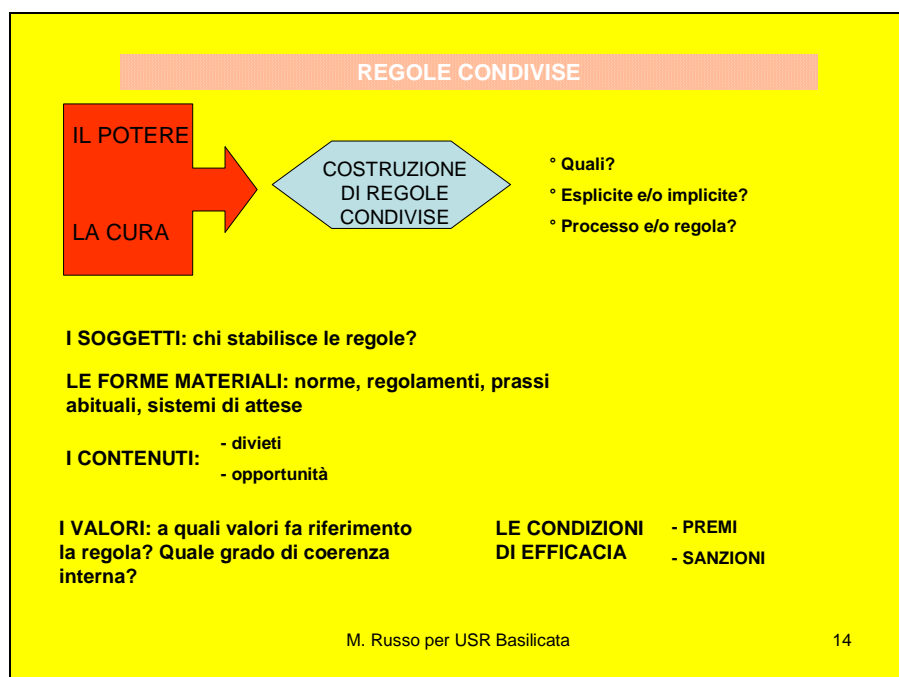 REGOLE CONDIVISE
IL POTERE
LA CURA
COSTRUZIONE
DI REGOLE
CONDIVISE
° Quali?
° Esplicite e/o implicite?
° Processo e/o regola?
I SOGGETTI: chi stabilisce le regole?
LE FORME MATERIALI: norme, regolamenti, prassi
abituali, sistemi di attese
I CONTENUTI:
- divieti
- opportunità
I VALORI: a quali valori fa riferimento
la regola? Quale grado di coerenza
interna?
LE CONDIZIONI
DI EFFICACIA
- PREMI
- SANZIONI
M. Russo per USR Basilicata
14